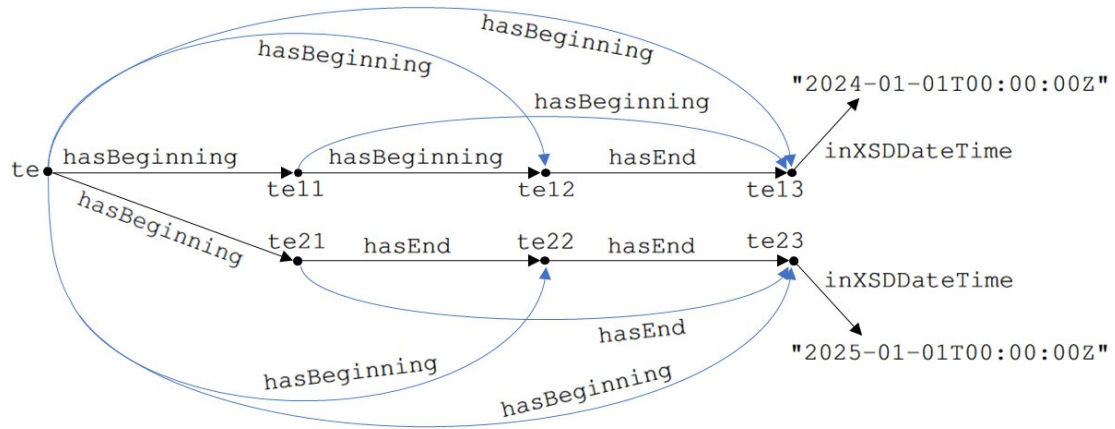 hasBeginning
hasBeginning
"2024-01-01T00:00:00Z"
hasBeginning
te hasBeginning hasBeginning hasEnd inXSDDateTime
te11 te12 te13
hasBeginning
te21 hasEnd te22 hasEnd te23
inXSDDateTime
hasEnd
"2025-01-01T00:00:00Z"
hasBeginning
hasBeginning